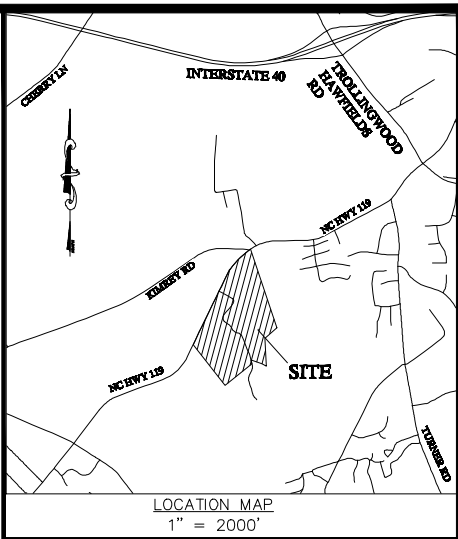 CHERRY LN
INTERSTATE 40
TROLLINGWOOD
HAWFIELDS
RD
NC HWY 119
KIMREY RD
NC HWY 119
SITE
TURNER RD
LOCATION MAP
1" = 2000'